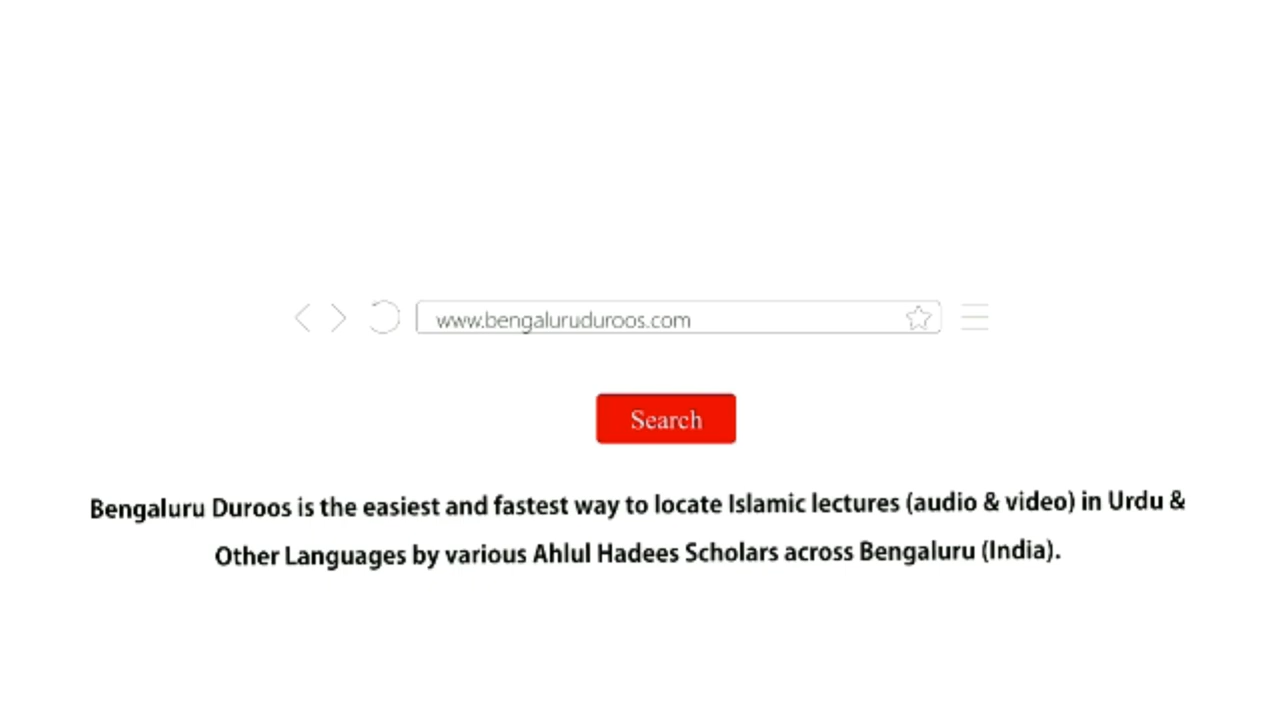 www.bengaluruduroos.com
Search
Bengaluru Duroos is the easiest and fastest way to locate Islamic lectures (audio & video) in Urdu &
Other Languages by various Ahlul Hadees Scholars across Bengaluru (India).